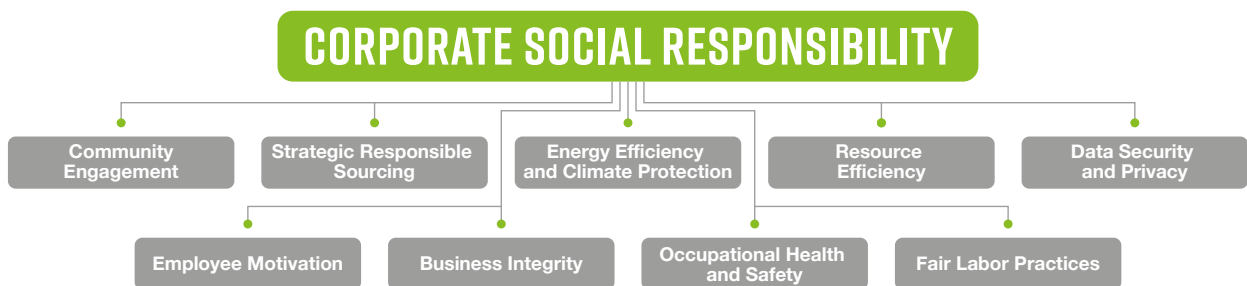 CORPORATE SOCIAL RESPONSIBILITY
Community
Engagement
Strategic Responsible
Sourcing
Energy Efficiency
and Climate Protection
Resource
Efficiency
Data Security
and Privacy
Employee Motivation
Business Integrity
Occupational Health
and Safety
Fair Labor Practices